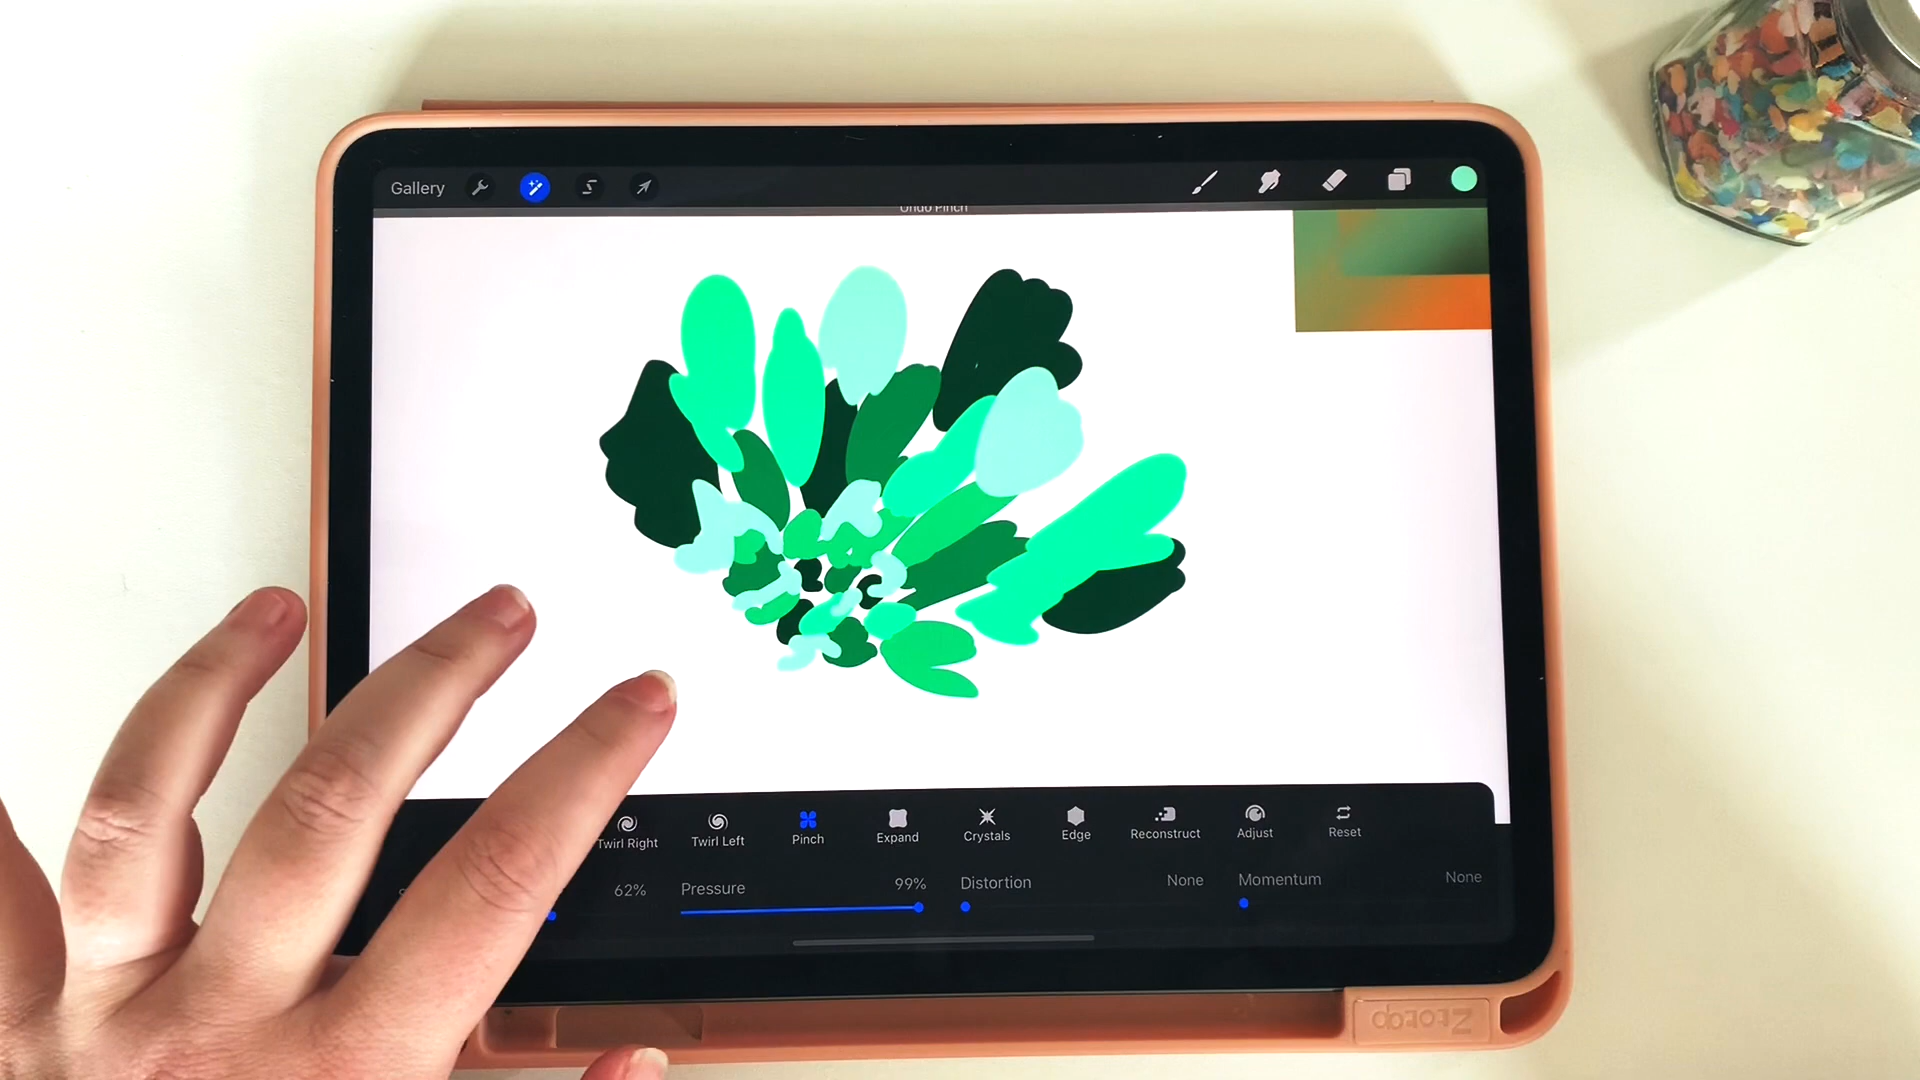 Gallery
Undo Pinch
Twirl Right
Twirl Left
Pinch
Expand
Crystals
Edge
Reconstruct
Adjust
Reset
62%
Pressure
99%
Distortion
None
Momentum
None
Ztotop